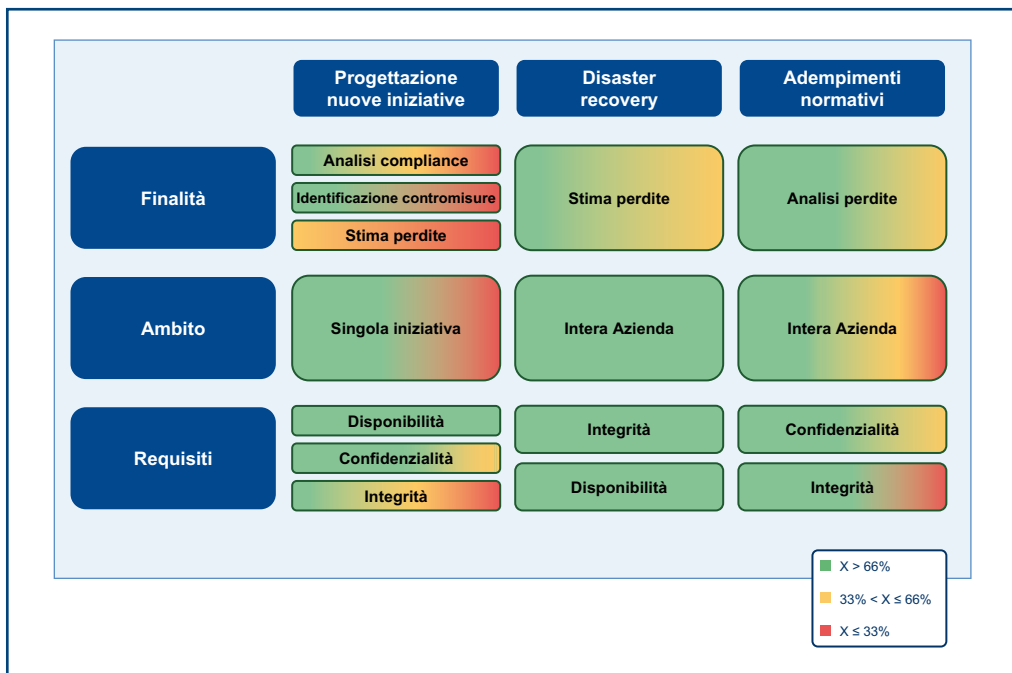 Progettazione
nuove iniziative
Disaster
recovery
Adempimenti
normativi
Finalità
Analisi compliance
Identificazione contromisure
Stima perdite
Stima perdite
Analisi perdite
Ambito
Singola iniziativa
Intera Azienda
Intera Azienda
Requisiti
Disponibilità
Confidenzialità
Integrità
Integrità
Disponibilità
Confidenzialità
Integrità
X > 66%
33% < X ≤ 66%
X ≤ 33%